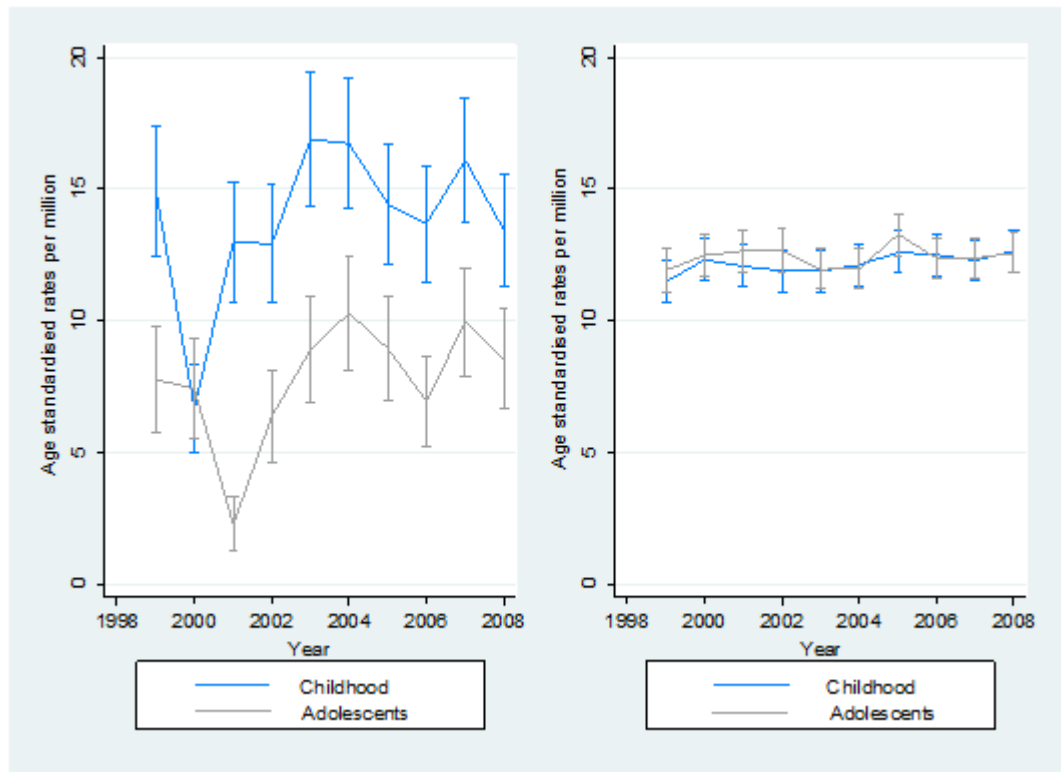 Age standardised rates per million
20
15
10
5
0
1998 2000 2002 2004 2006 2008
Year
Childhood
Adolescents
Age standardised rates per million
20
15
10
5
0
1998 2000 2002 2004 2006 2008
Year
Childhood
Adolescents